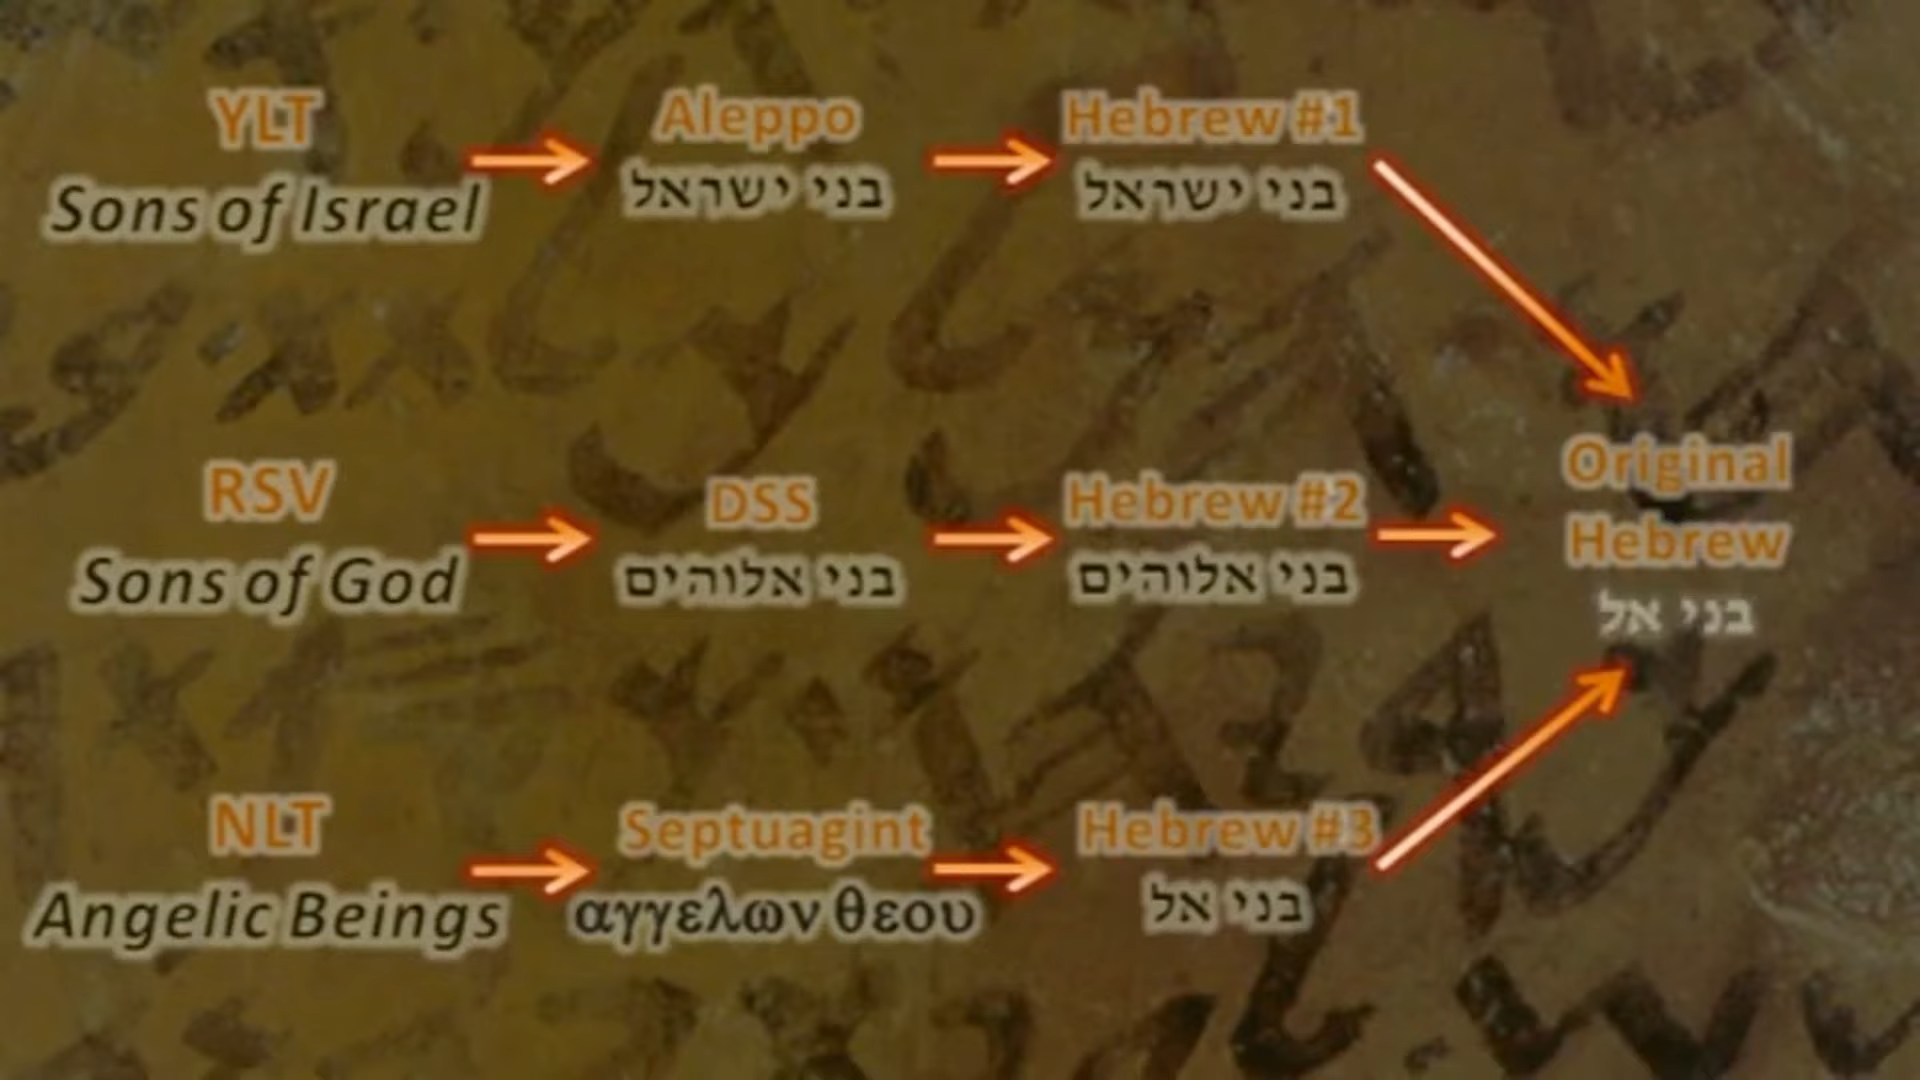 YLT
Sons of Israel
Aleppo
בני ישראל
Hebrew #1
בני ישראל
RSV
Sons of God
DSS
בני אלוהים
Hebrew #2
בני אלוהים
Original
Hebrew
בני אל
NLT
Angelic Beings
Septuagint
αγγελων θεου
Hebrew #3
בני אל